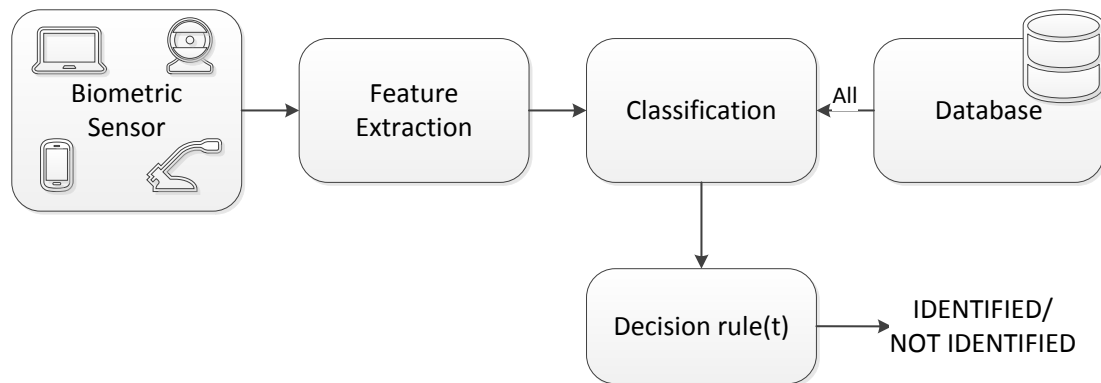 Biometric
Sensor
Feature
Extraction
Classification
All
Database
Decision rule(t)
IDENTIFIED/
NOT IDENTIFIED